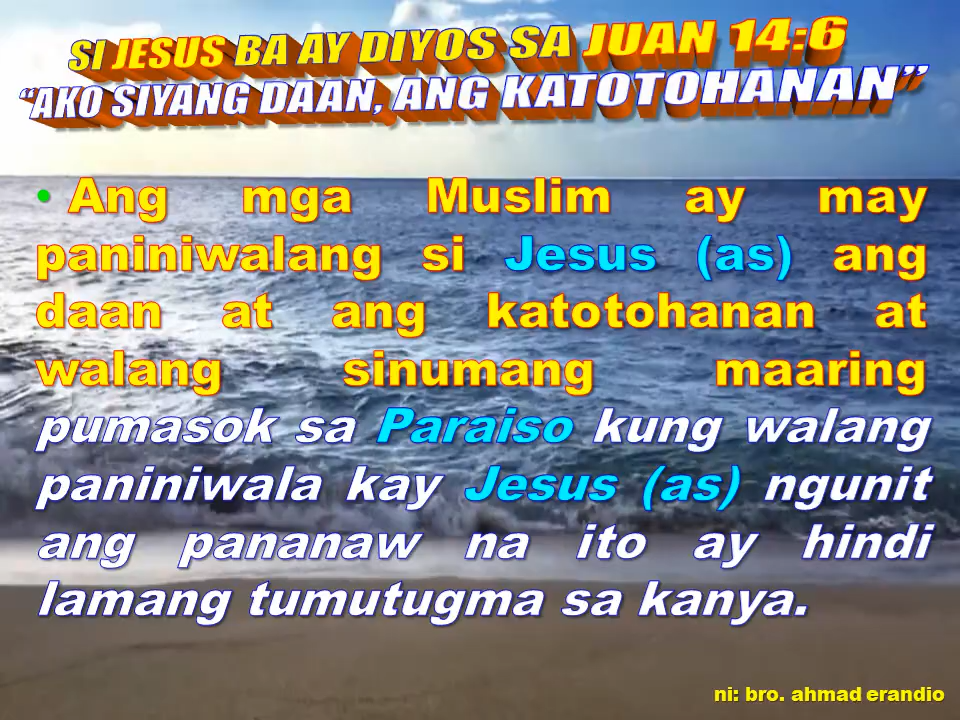 SI JESUS BA AY DIYOS SA JUAN 14:6
“AKO SIYANG DAAN, ANG KATOTOHANAN”
• Ang mga Muslim ay may
paniniwalang si Jesus (as) ang
daan at ang katotohanan at
walang sinumang maaring
pumasok sa Paraiso kung walang
paniniwala kay Jesus (as) ngunit
ang pananaw na ito ay hindi
lamang tumutugma sa kanya.
ni: bro. ahmad erandio